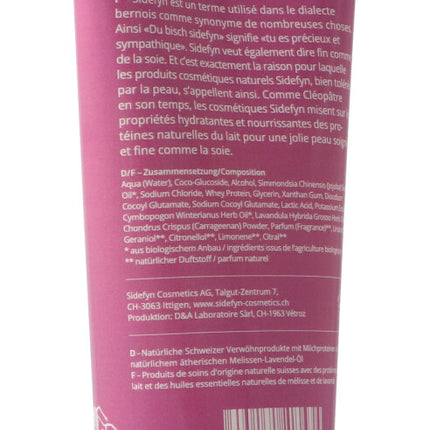 Sidefyn ist un terme utilisé dans le dialecte
bernois comme synonyme de nombreuses choses.
Ainsi «Du bisch sidefyn» signifie «tu es précieux et
sympathique». Sidefyn veut également dire fin comme
de la soie. Et c'est exactement la raison pour laquelle
les produits cosmétiques naturels Sidefyn, bien tolérés
par la peau, s'appellent ainsi. Comme Cléopâtre
en son temps, les cosmétiques Sidefyn misent sur
propriétés hydratantes et nourrissantes des pro-
téines naturelles du lait pour une jolie peau
et fine comme la soie.
D/F – Zusammensetzung/Composition
Aqua (Water), Coco-Glucoside, Alcohol, Simmondsia Chinensis
Oil*, Sodium Chloride, Whey Protein, Glycerin, Xanthan Gum,
Cocoyl Glutamate, Sodium Cocoyl Glutamate, Lactic Acid,
Cymbopogon Winterianus Herb Oil*, Lavandula Hybrida Grosso
Chondrus Crispus (Carrageenan) Powder, Parfum (Fragrance)**,
Geraniol**, Citronellol**, Limonene**, Citral**
* aus biologischem Anbau / ingrédients issus de l'agriculture
** natürlicher Duftstoff / parfum naturel
Sidefyn Cosmetics AG, Talgut-Zentrum 7,
CH-3063 Ittigen, www.sidefyn-cosmetics.ch
Produktion: D&A Laboratoire Sàrl, CH-1963 Vétroz
D – Natürliche Schweizer Verwöhnprodukte mit Milchproteinen
natürlichem ätherischen Melissen-Lavendel-Öl
F – Produits de soins d'origine naturelle suisses avec des
lait et des huiles essentielles naturelles de mélisse et de